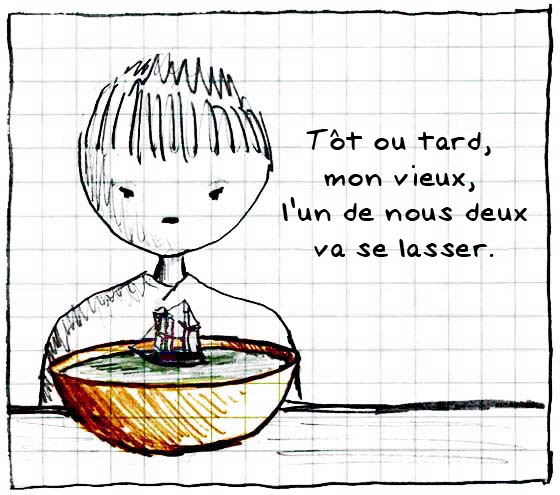 Tôt ou tard,
mon vieux,
l'un de nous deux
va se lasser.